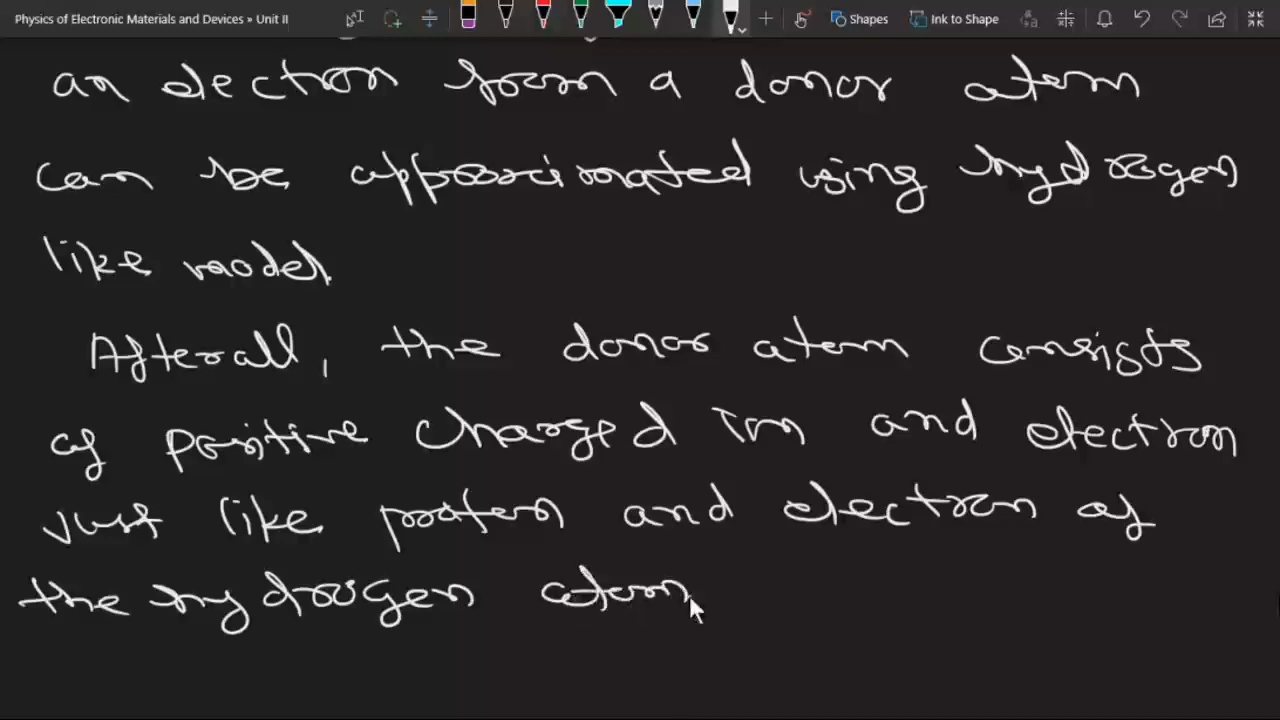 Physics of Electronic Materials and Devices » Unit II
Shapes
Ink to Shape
an electron form a donor atom
can be approximated using hydrogen
like model.
Afterall, the donor atom consists
of positive charged Ion and electron
just like proton and electron of
the hydrogen atom